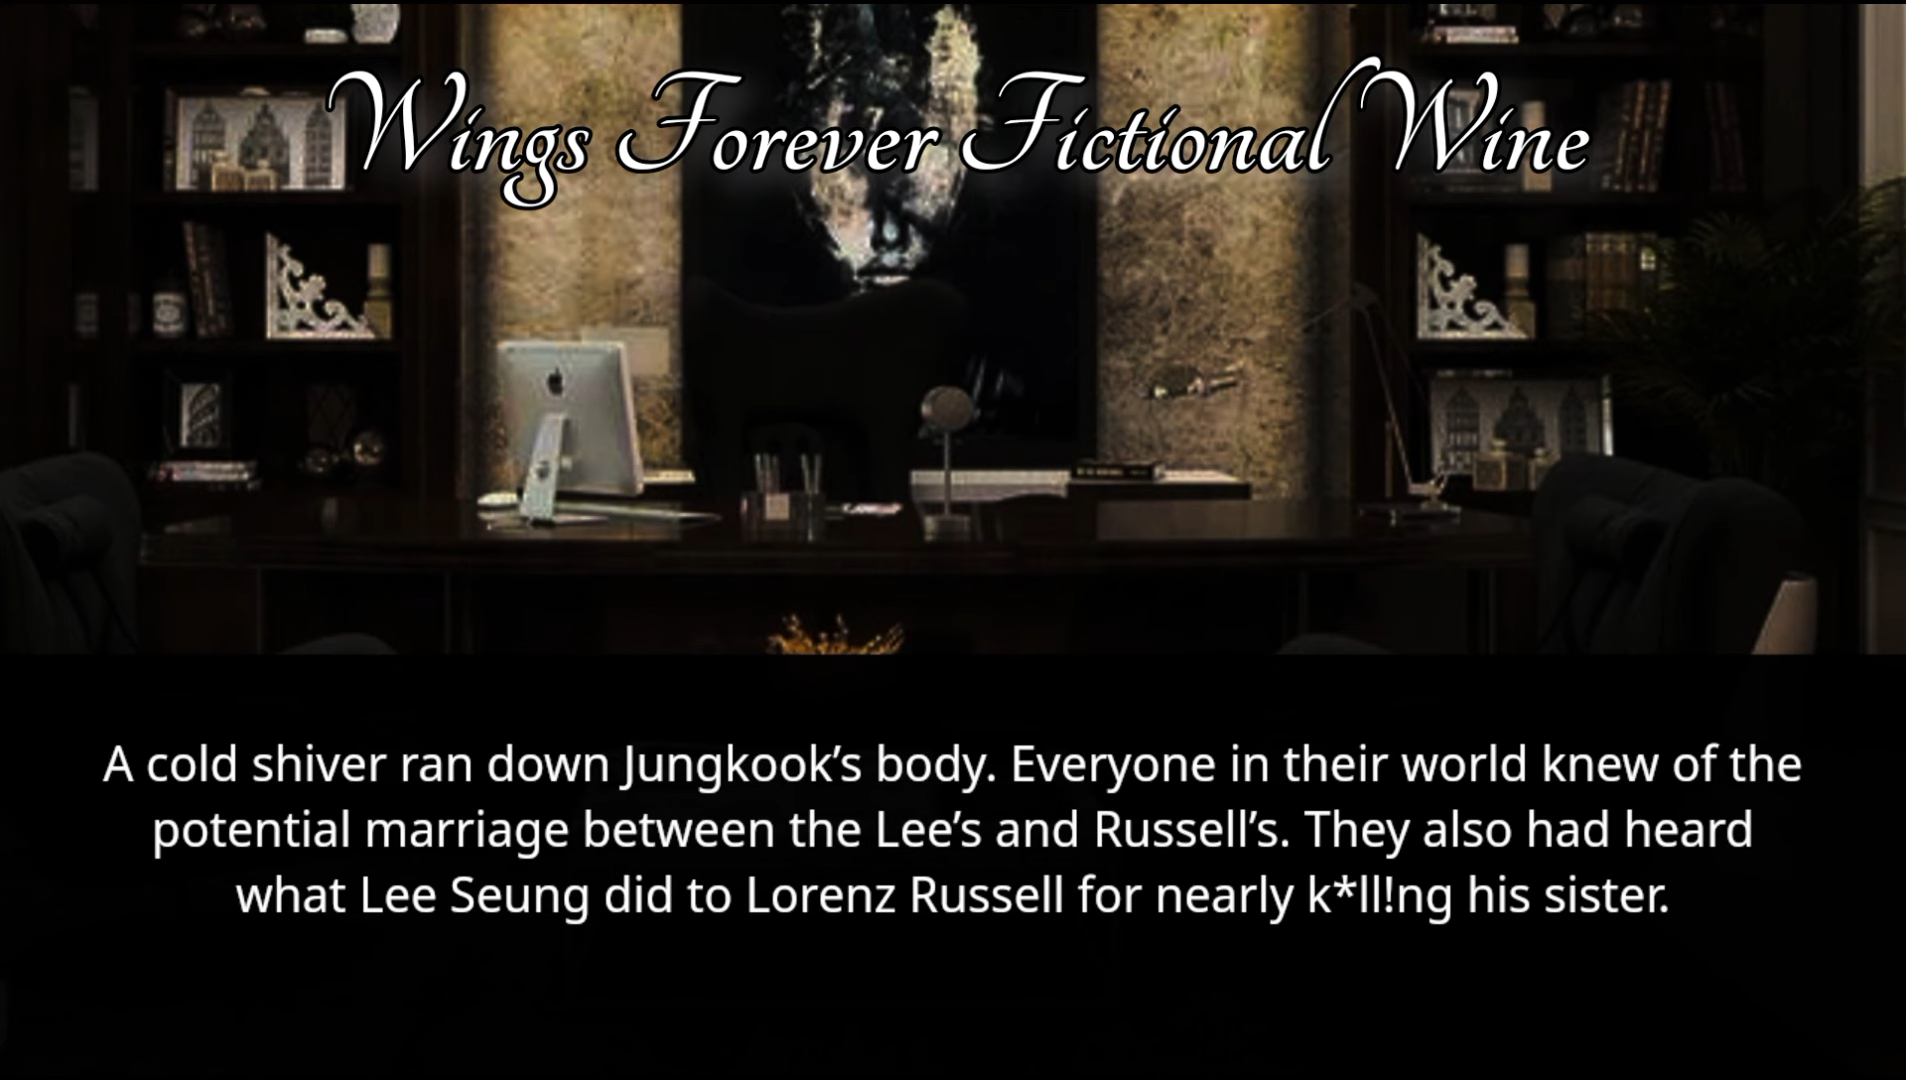 Wings Forever Fictional Wine
A cold shiver ran down Jungkook’s body. Everyone in their world knew of the
potential marriage between the Lee’s and Russell’s. They also had heard
what Lee Seung did to Lorenz Russell for nearly k*ll!ng his sister.